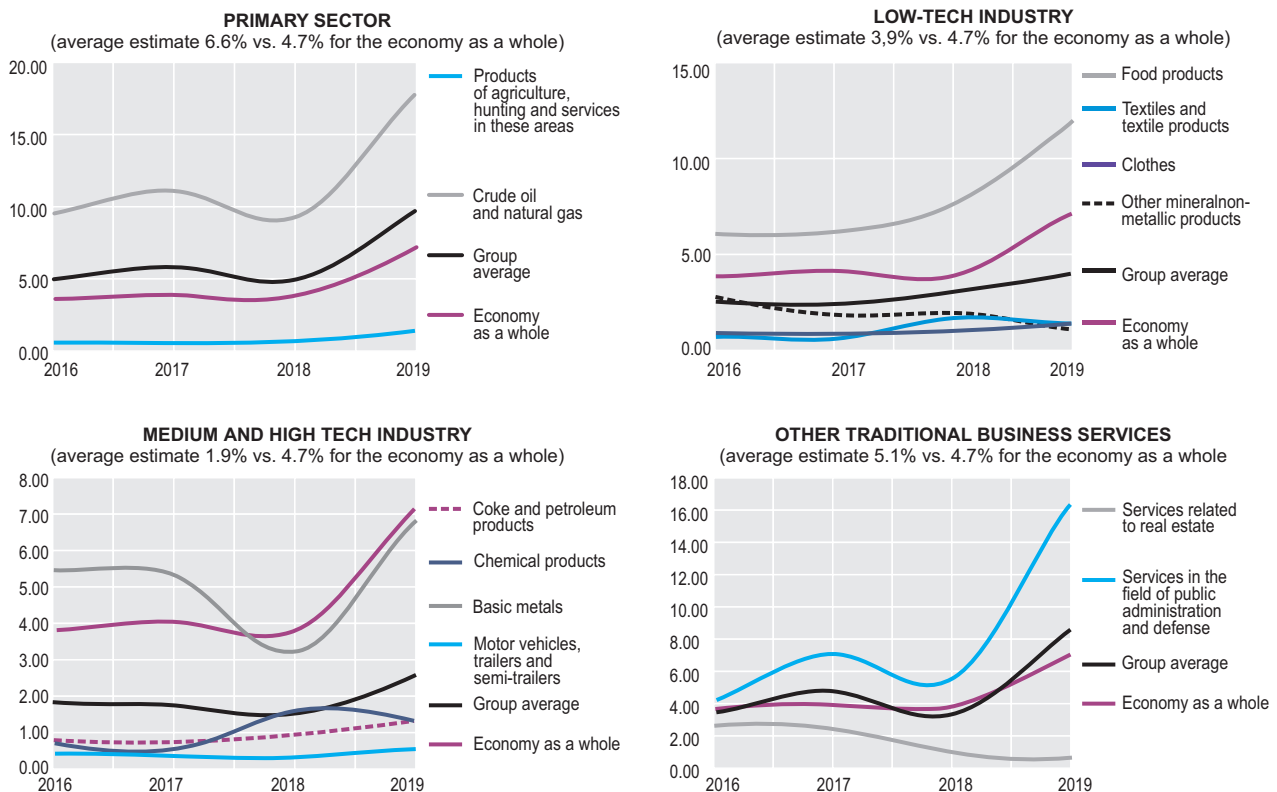 PRIMARY SECTOR
(average estimate 6.6% vs. 4.7% for the economy as a whole)
20.00
15.00
10.00
5.00
0.00
2016
2017
2018
2019
Products
of agriculture,
hunting and services
in these areas
Crude oil
and natural gas
Group
average
Economy
as a whole
LOW-TECH INDUSTRY
(average estimate 3,9% vs. 4.7% for the economy as a whole)
15.00
10.00
5.00
0.00
2016
2017
2018
2019
Food products
Textiles and
textile products
Clothes
Other mineralnon-
metallic products
Group average
Economy
as a whole
MEDIUM AND HIGH TECH INDUSTRY
(average estimate 1.9% vs. 4.7% for the economy as a whole)
8.00
7.00
6.00
5.00
4.00
3.00
2.00
1.00
0.00
2016
2017
2018
2019
Coke and petroleum
products
Chemical products
Basic metals
Motor vehicles,
trailers and
semi-trailers
Group average
Economy as a whole
OTHER TRADITIONAL BUSINESS SERVICES
(average estimate 5.1% vs. 4.7% for the economy as a whole
18.00
16.00
14.00
12.00
10.00
8.00
6.00
4.00
2.00
0.00
2016
2017
2018
2019
Services related
to real estate
Services in the
field of public
administration
and defense
Group average
Economy as a whole